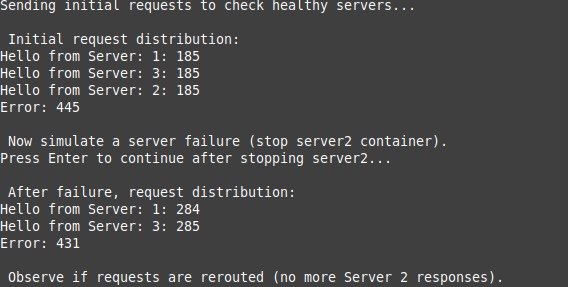 Sending initial requests to check healthy servers...
Initial request distribution:
Hello from Server: 1: 185
Hello from Server: 3: 185
Hello from Server: 2: 185
Error: 445
Now simulate a server failure (stop server2 container).
Press Enter to continue after stopping server2...
After failure, request distribution:
Hello from Server: 1: 284
Hello from Server: 3: 285
Error: 431
Observe if requests are rerouted (no more Server 2 responses).